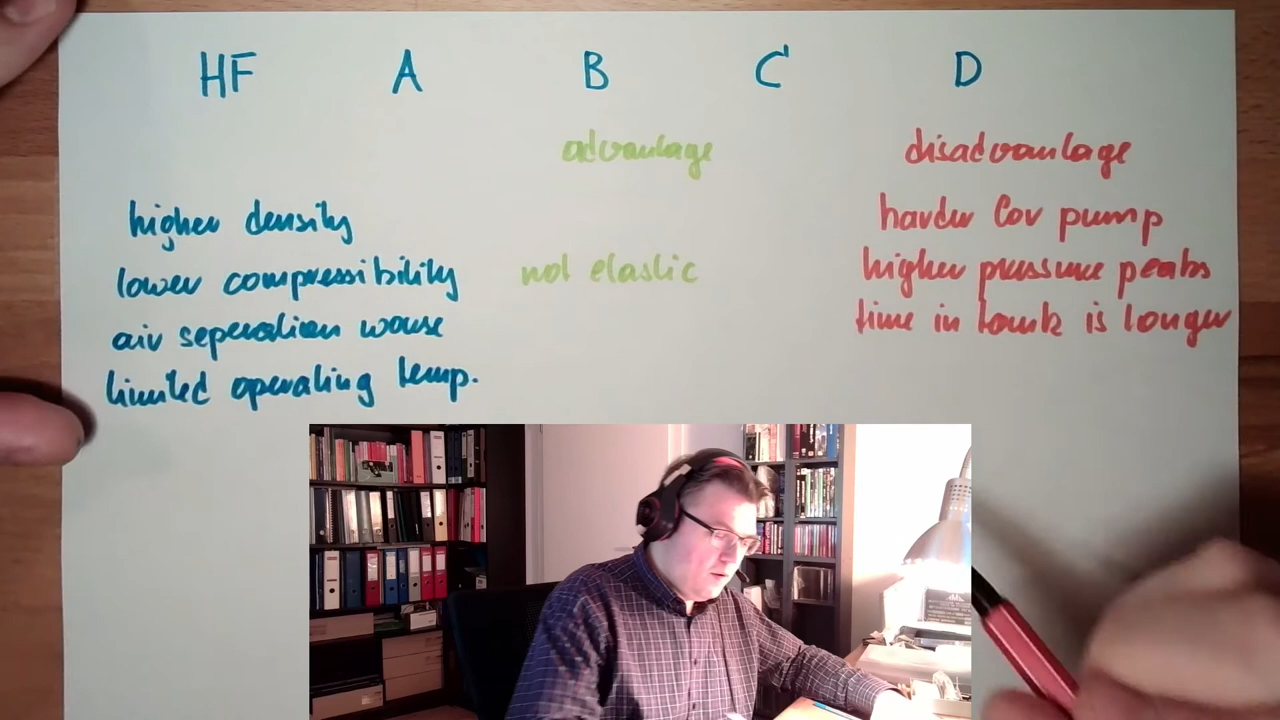 HF A B C D
advantage disadvantage
higher density harder for pump
lower compressibility not elastic higher pressure peaks
air seperation worse time in tank is longer
limited operating temp.